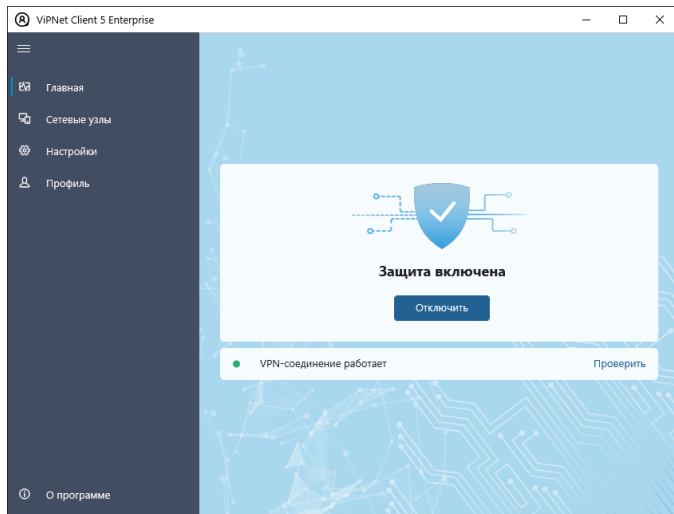 ViPNet Client 5 Enterprise
Главная
Сетевые узлы
Настройки
Профиль
Защита включена
Отключить
VPN-соединение работает
Проверить
О программе